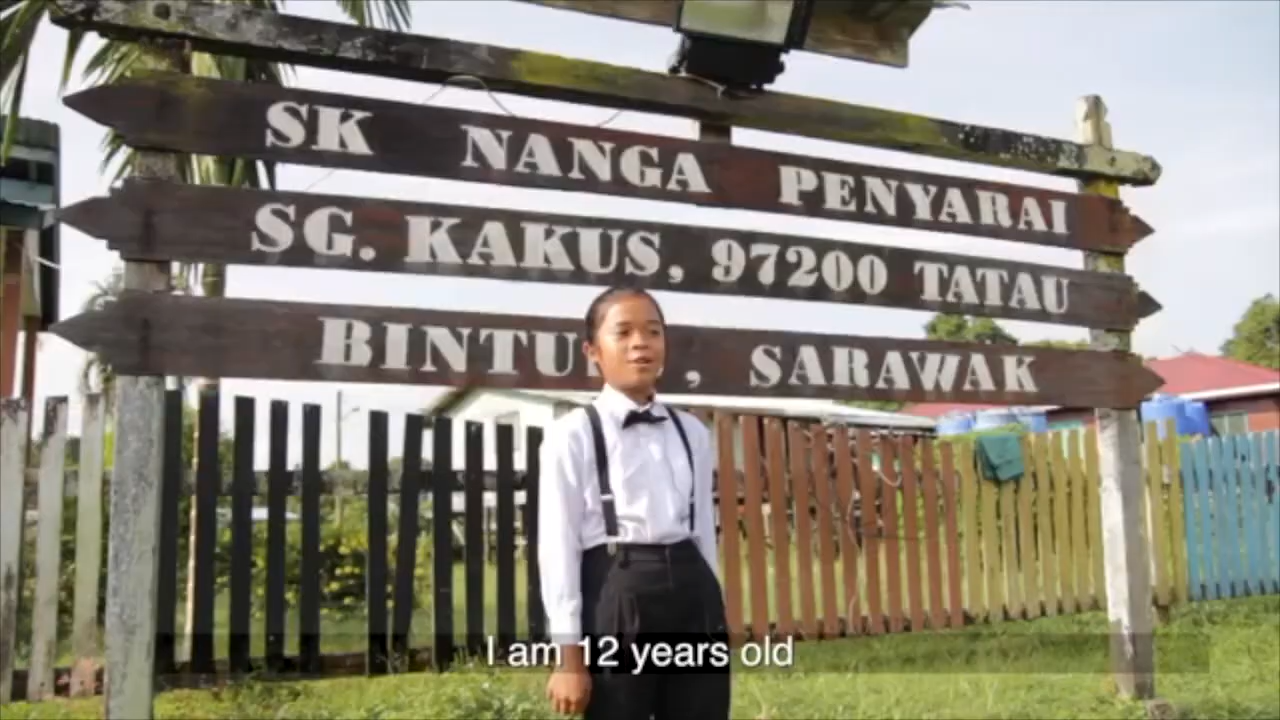 SK NANGA PENYARAI
SG. KAKUS, 97200 TATAU
, SARAWAK
I am 12 years old